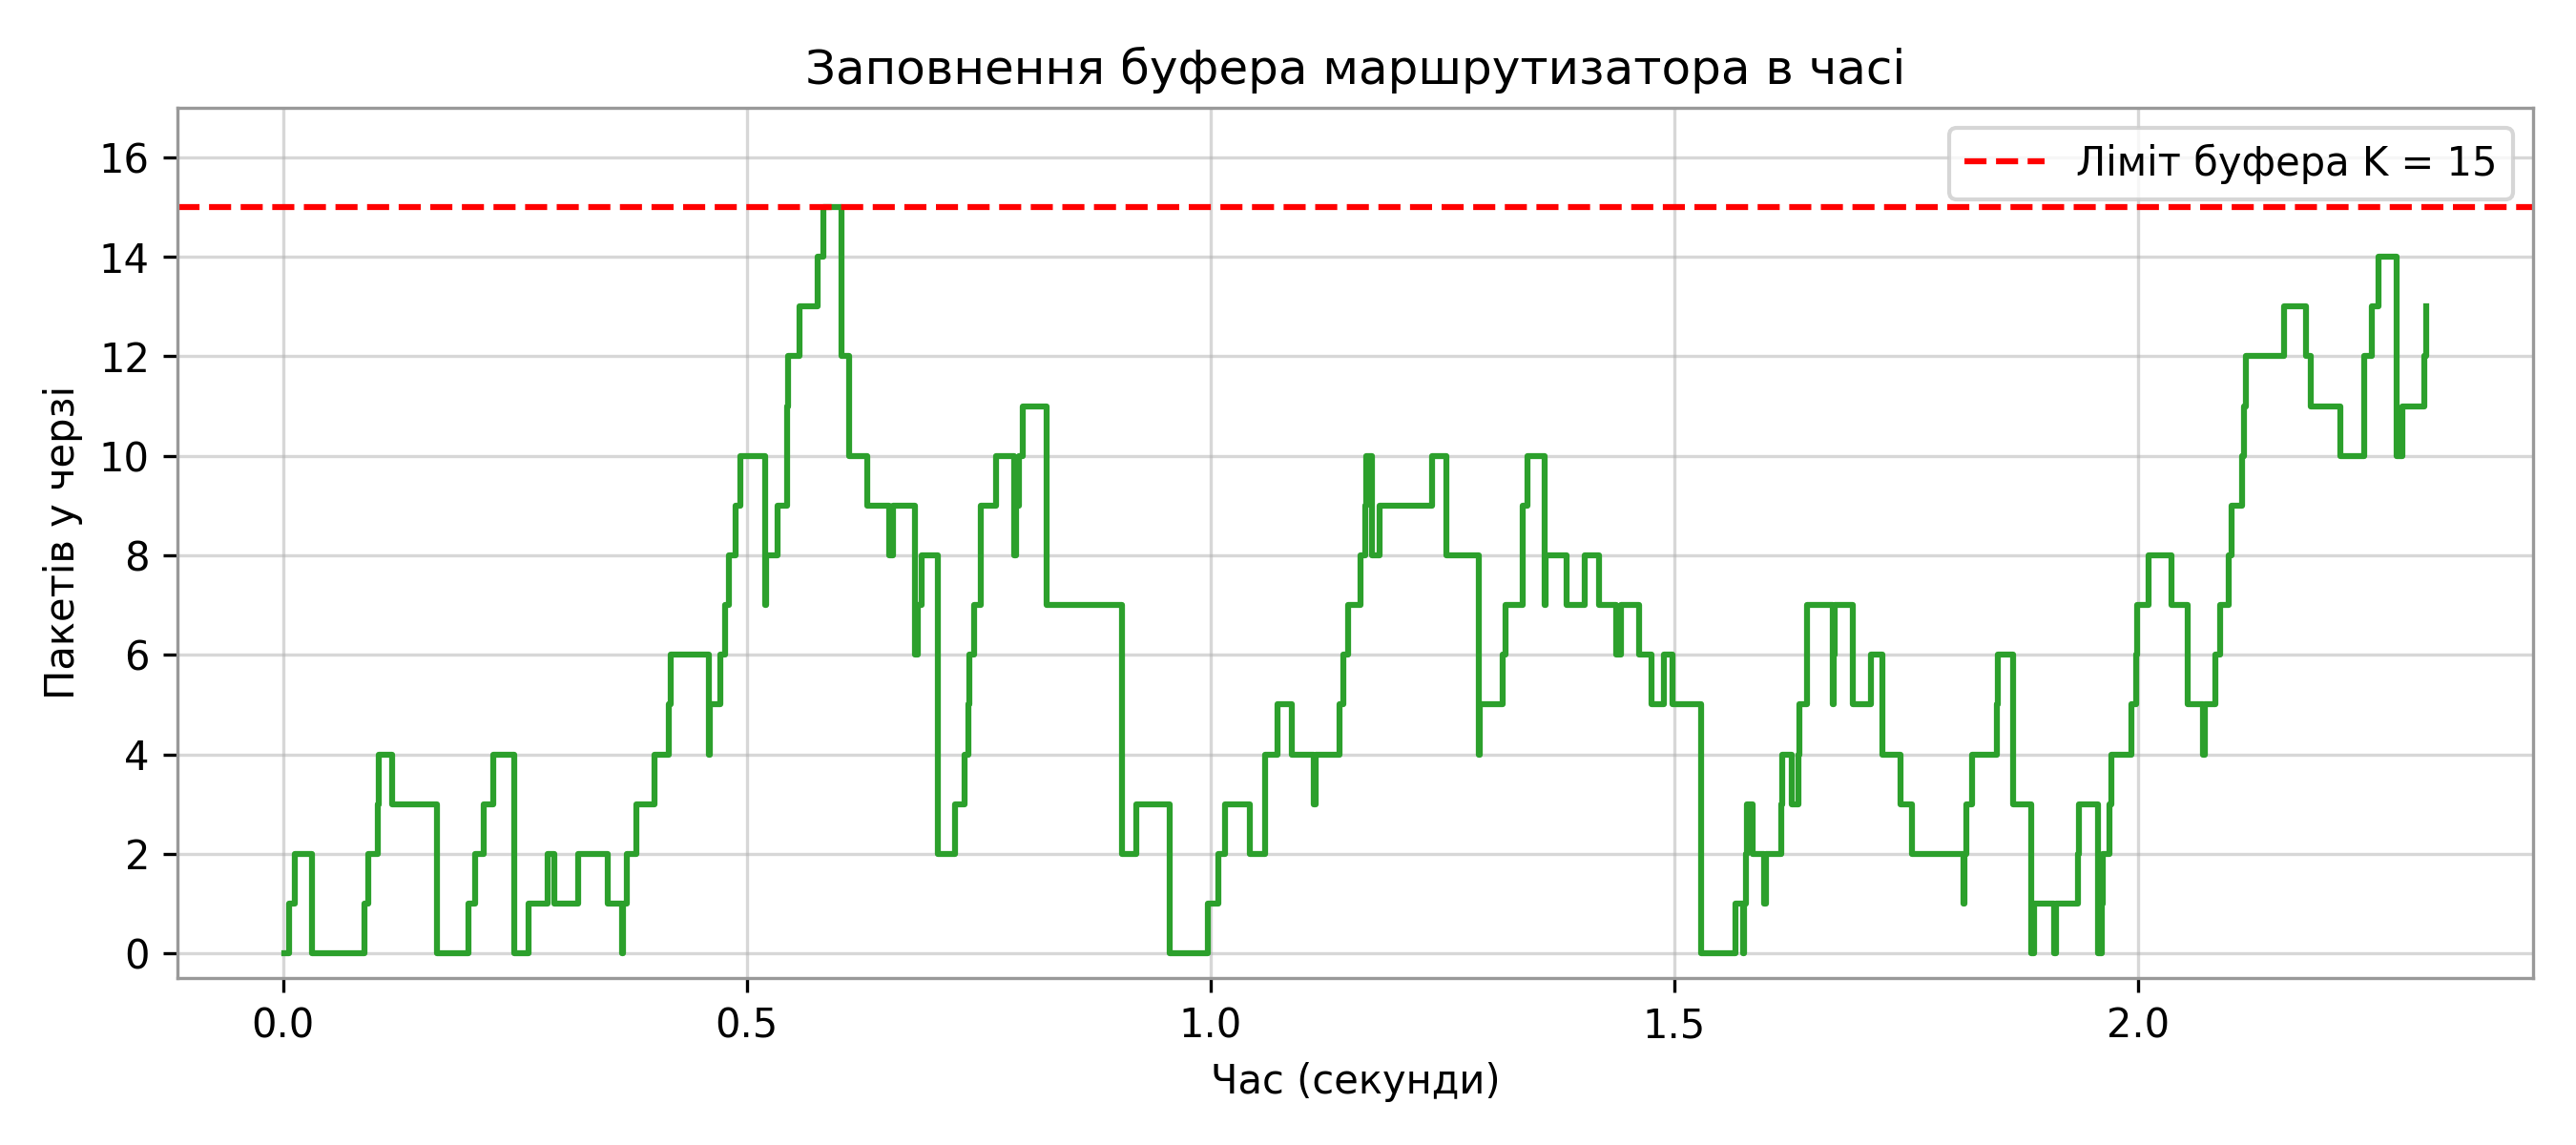 Заповнення буфера маршрутизатора в часі
Ліміт буфера K = 15
Пакетів у черзі
16
14
12
10
8
6
4
2
0
0.0 0.5 1.0 1.5 2.0
Час (секунди)